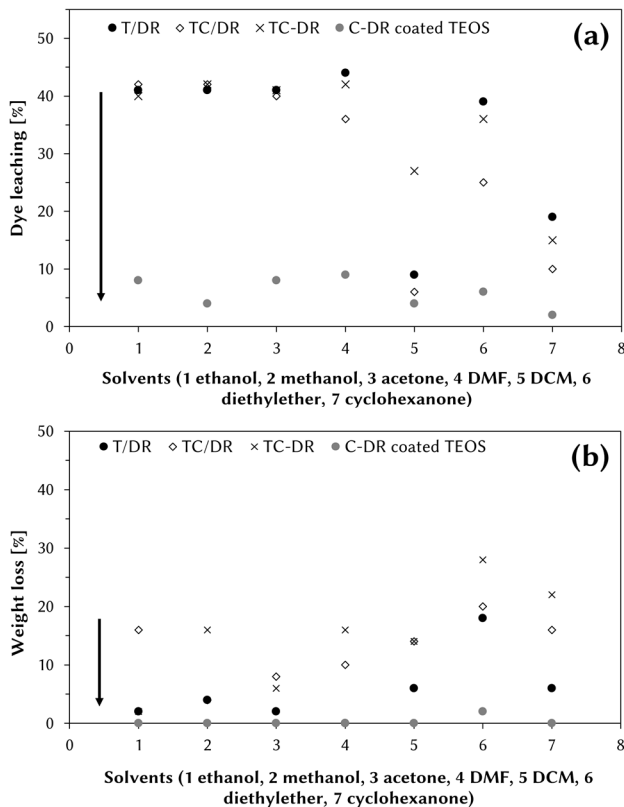 T/DR TC/DR TC-DR C-DR coated TEOS
(a)
50
40
30
20
10
0
Dye leaching [%]
0 1 2 3 4 5 6 7 8
Solvents (1 ethanol, 2 methanol, 3 acetone, 4 DMF, 5 DCM, 6
diethylether, 7 cyclohexanone)
T/DR TC/DR TC-DR C-DR coated TEOS
(b)
50
40
30
20
10
0
Weight loss [%]
0 1 2 3 4 5 6 7 8
Solvents (1 ethanol, 2 methanol, 3 acetone, 4 DMF, 5 DCM, 6
diethylether, 7 cyclohexanone)